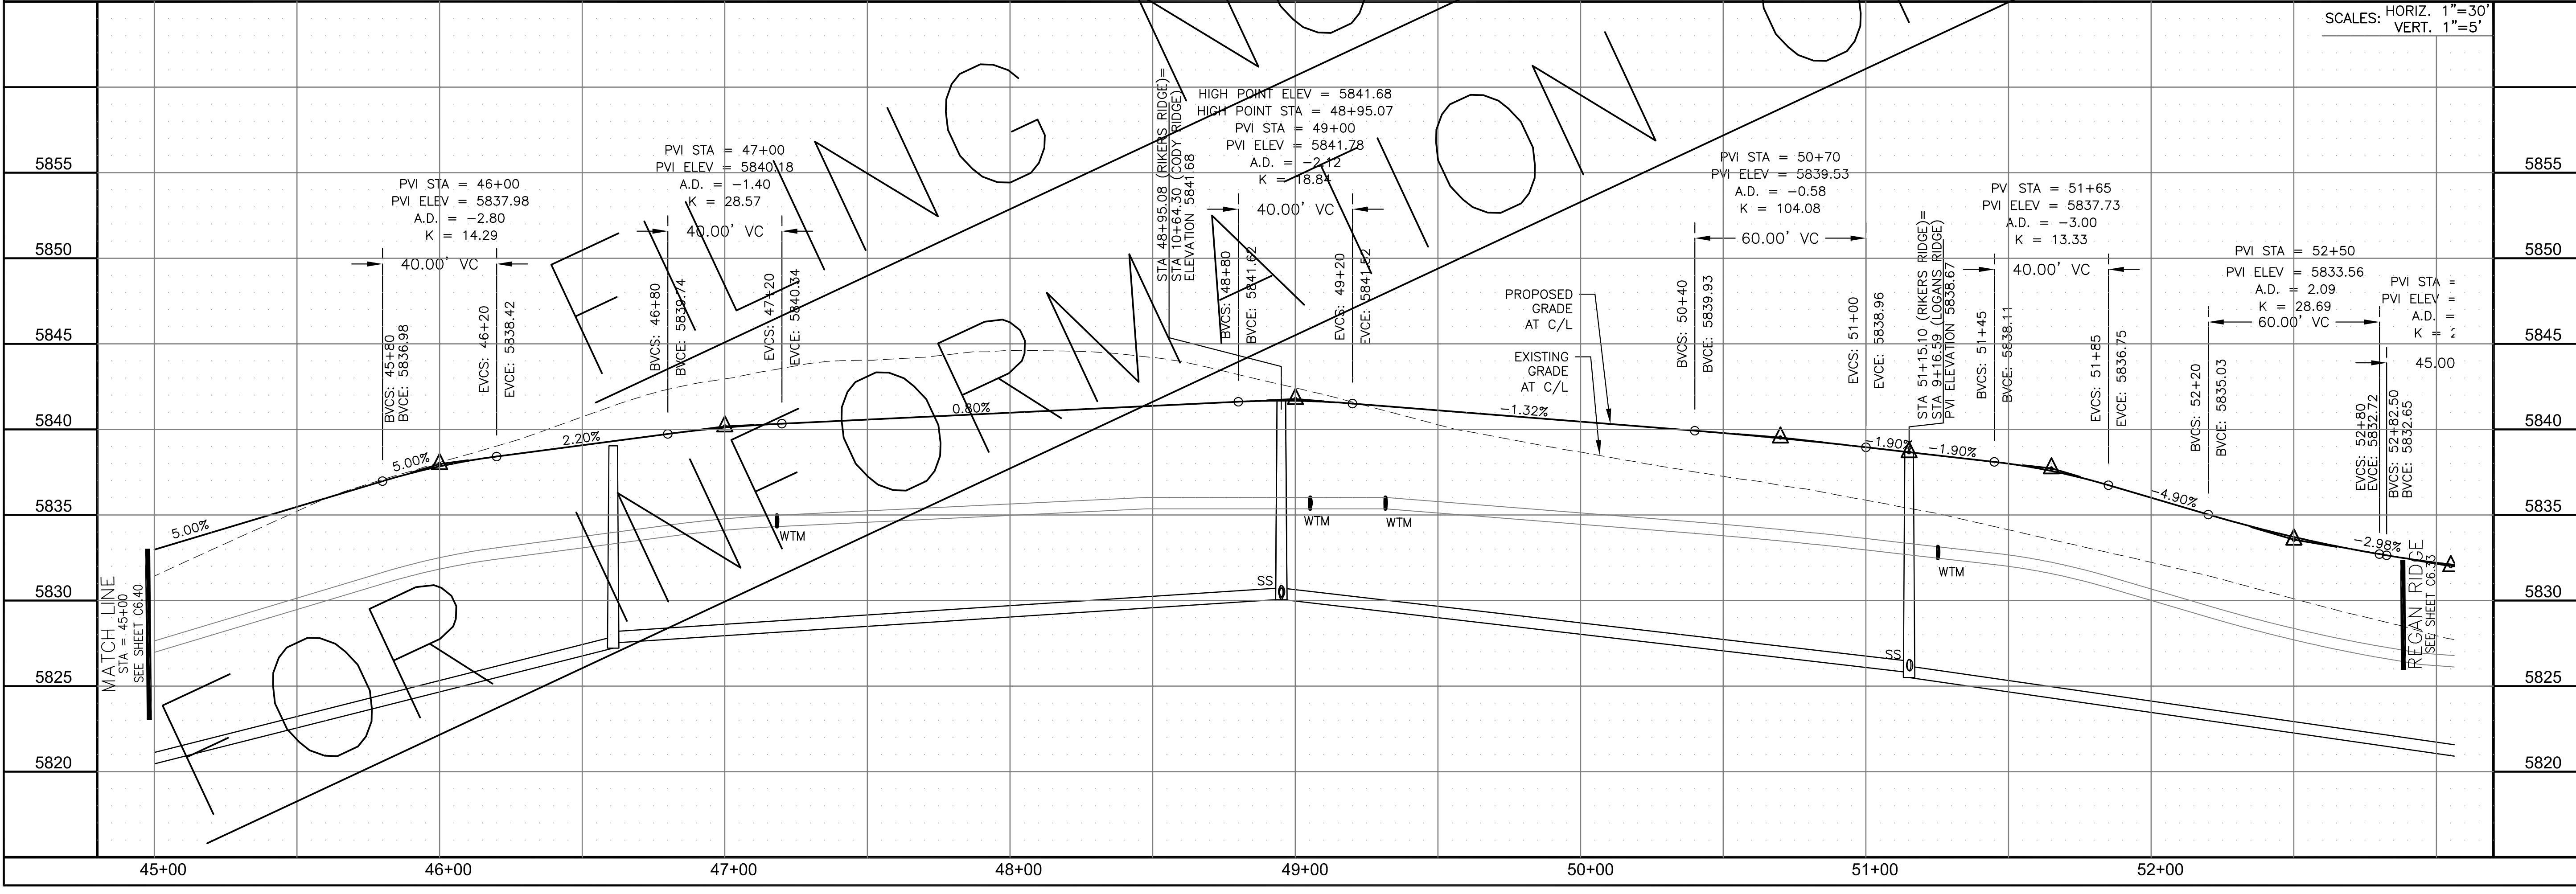 SCALES: HORIZ. 1"=30'
VERT. 1"=5'
FILING NO
FOR INFORMATION O
5855
5850
5845
5840
5835
5830
5825
5820
MATCH LINE
STA = 45+00
SEE SHEET C6.40
PVI STA = 46+00
PVI ELEV = 5837.98
A.D. = -2.80
K = 14.29
40.00' VC
BVCS: 45+80
BVCE: 5836.98
EVCS: 46+20
EVCE: 5838.42
PVI STA = 47+00
PVI ELEV = 5840.18
A.D. = -1.40
K = 28.57
40.00' VC
BVCS: 46+80
BVCE: 5839.74
EVCS: 47+20
EVCE: 5840.34
STA 48+95.08 (RIKERS RIDGE)=
STA 10+64.30 (CODY RIDGE)
ELEVATION 5841.68
HIGH POINT ELEV = 5841.68
HIGH POINT STA = 48+95.07
PVI STA = 49+00
PVI ELEV = 5841.78
A.D. = -2.12
K = 18.84
40.00' VC
BVCS: 48+80
BVCE: 5841.62
EVCS: 49+20
EVCE: 5841.52
PROPOSED
GRADE
AT C/L
EXISTING
GRADE
AT C/L
PVI STA = 50+70
PVI ELEV = 5839.53
A.D. = -0.58
K = 104.08
60.00' VC
BVCS: 50+40
BVCE: 5839.93
EVCS: 51+00
EVCE: 5838.96
STA 51+15.10 (RIKERS RIDGE)=
STA 9+16.59 (LOGANS RIDGE)
PVI ELEVATION 5838.67
PVI STA = 51+65
PVI ELEV = 5837.73
A.D. = -3.00
K = 13.33
40.00' VC
BVCS: 51+45
BVCE: 5838.11
EVCS: 51+85
EVCE: 5836.75
PVI STA = 52+50
PVI ELEV = 5833.56
A.D. = 2.09
K = 28.69
60.00' VC
BVCS: 52+20
BVCE: 5835.03
EVCS: 52+80
EVCE: 5832.72
PVI STA =
PVI ELEV =
A.D. =
K =
45.00
BVCS: 52+82.50
BVCE: 5832.65
5.00%
5.00%
2.20%
0.80%
-1.32%
-1.90%
-1.90%
-4.90%
-2.98%
WTM
WTM
WTM
WTM
SS
SS
REGAN RIDGE
SEE SHEET C6.33
5855
5850
5845
5840
5835
5830
5825
5820
45+00
46+00
47+00
48+00
49+00
50+00
51+00
52+00